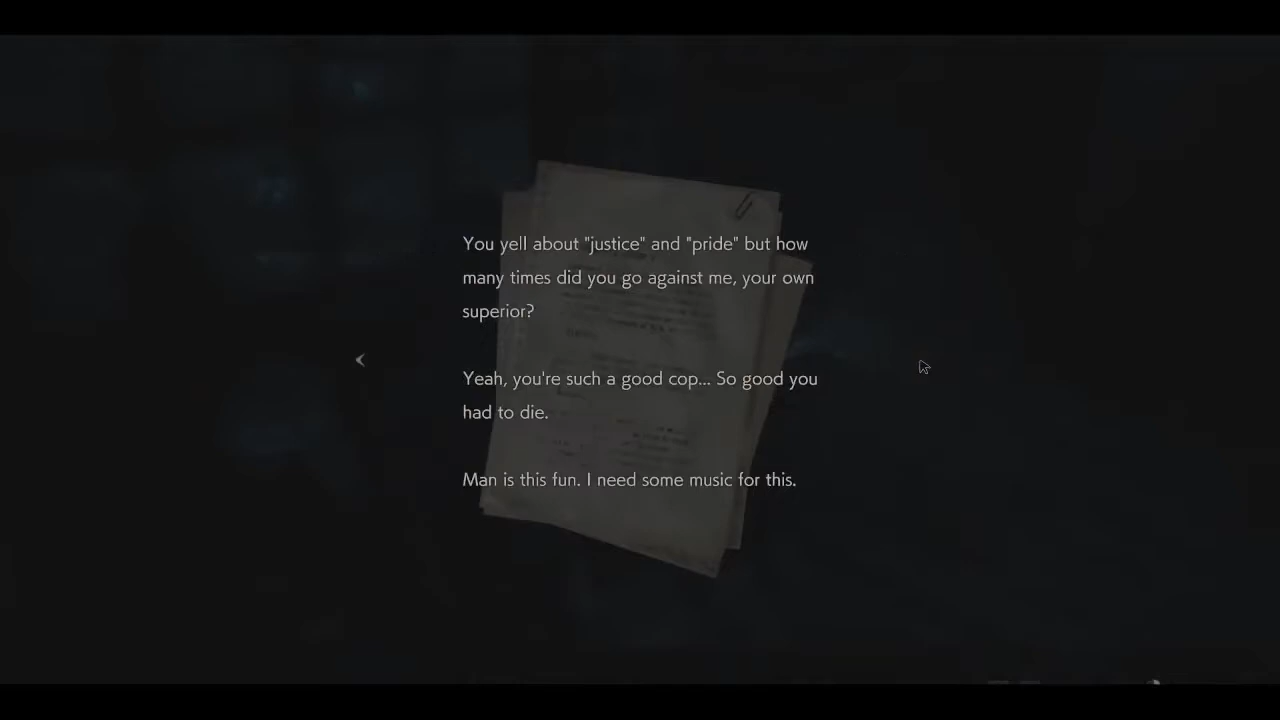 You yell about "justice" and "pride" but how
many times did you go against me, your own
superior?
Yeah, you're such a good cop... So good you
had to die.
Man is this fun. I need some music for this.